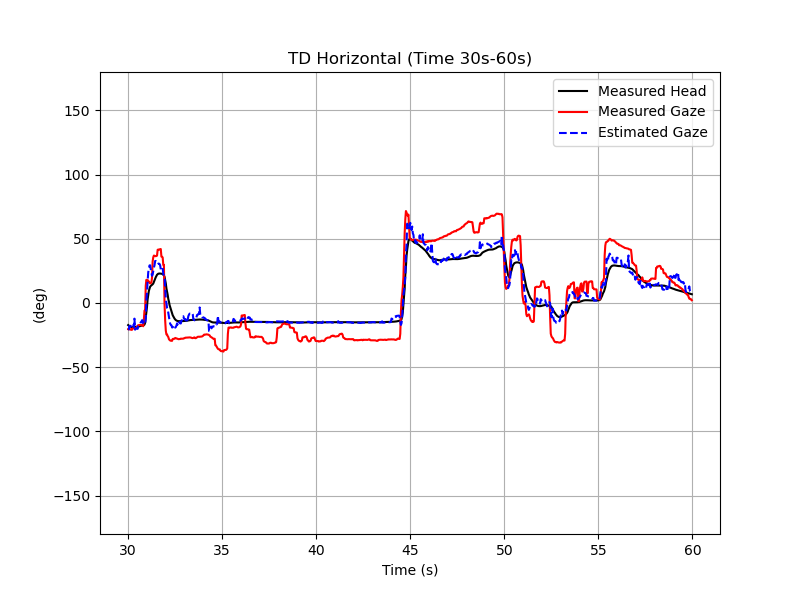 TD Horizontal (Time 30s-60s)
Measured Head
Measured Gaze
Estimated Gaze
150
100
50
0
−50
−100
−150
(deg)
30
35
40
45
50
55
60
Time (s)